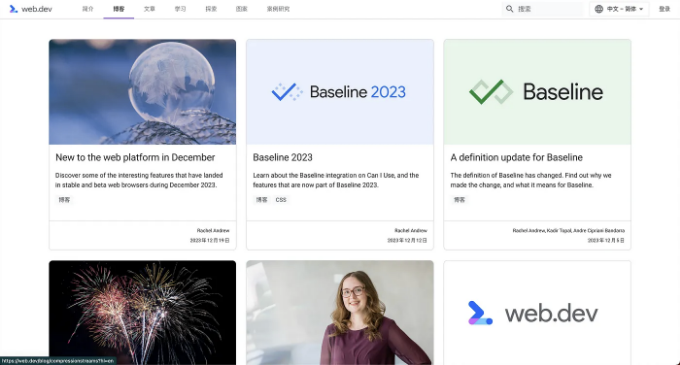 web.dev
简介
博客
文章
学习
探索
图案
案例研究
搜索
中文 – 简体
登录
Baseline 2023
Baseline
New to the web platform in December
Baseline 2023
A definition update for Baseline
Discover some of the interesting features that have landed
in stable and beta web browsers during December 2023.
Learn about the Baseline integration on Can I Use, and the
features that are now part of Baseline 2023.
The definition of Baseline has changed. Find out why we
made the change, and what it means for Baseline.
博客
博客
CSS
博客
Rachel Andrew
2023年12月19日
Rachel Andrew
2023年12月12日
Rachel Andrew, Kadir Topal, Andre Cipriani Bandarra
2023年12月5日
web.dev
https://web.dev/blog/compressionstreams?hl=en